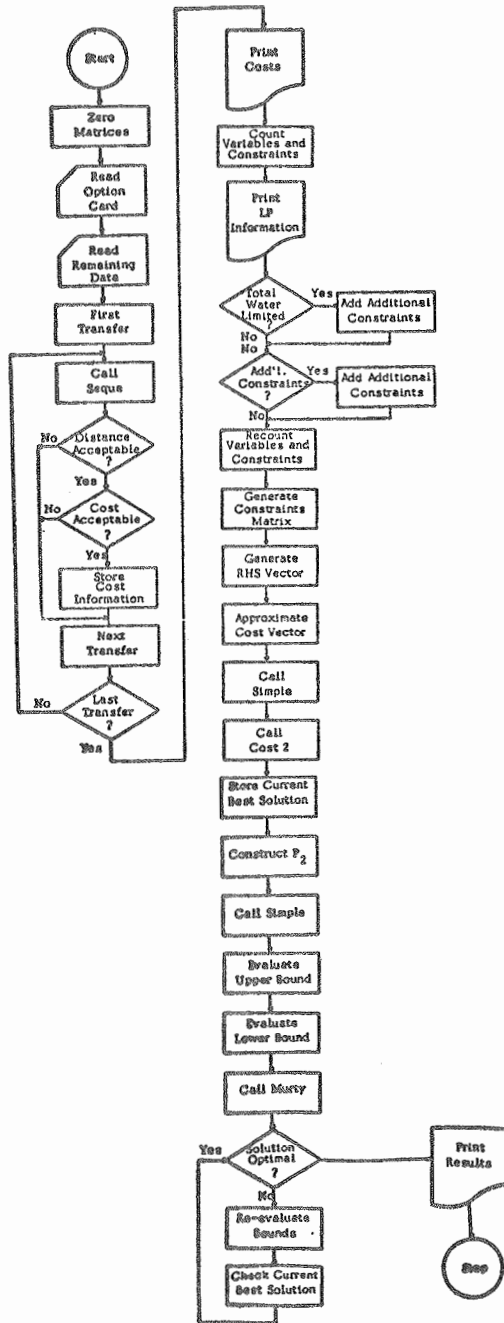 Start
Zero
Matrices
Read
Option
Card
Read
Remaining
Data
First
Transfer
Call
Sequa
No
Distance
Acceptable
?
Yes
No
Cost
Acceptable
?
Yes
Store
Cost
Information
Next
Transfer
No
Last
Transfer
?
Yes
Print
Costs
Count
Variables and
Constraints
Print
LP
Information
Total
Water
Limited
?
Yes
Add Additional
Constraints
No
No
Add'l.
Constraints
?
Yes
Add Additional
Constraints
No
Recount
Variables and
Constraints
Generate
Constraints
Matrix
Generate
RHS Vector
Approximate
Cost Vector
Call
Simple
Call
Cost 2
Store Current
Best Solution
Construct P2
Call Simple
Evaluate
Upper Bound
Evaluate
Lower Bound
Call Murty
Yes
Solution
Optimal
?
No
Re-evaluate
Bounds
Check Current
Best Solution
Print
Results
Stop